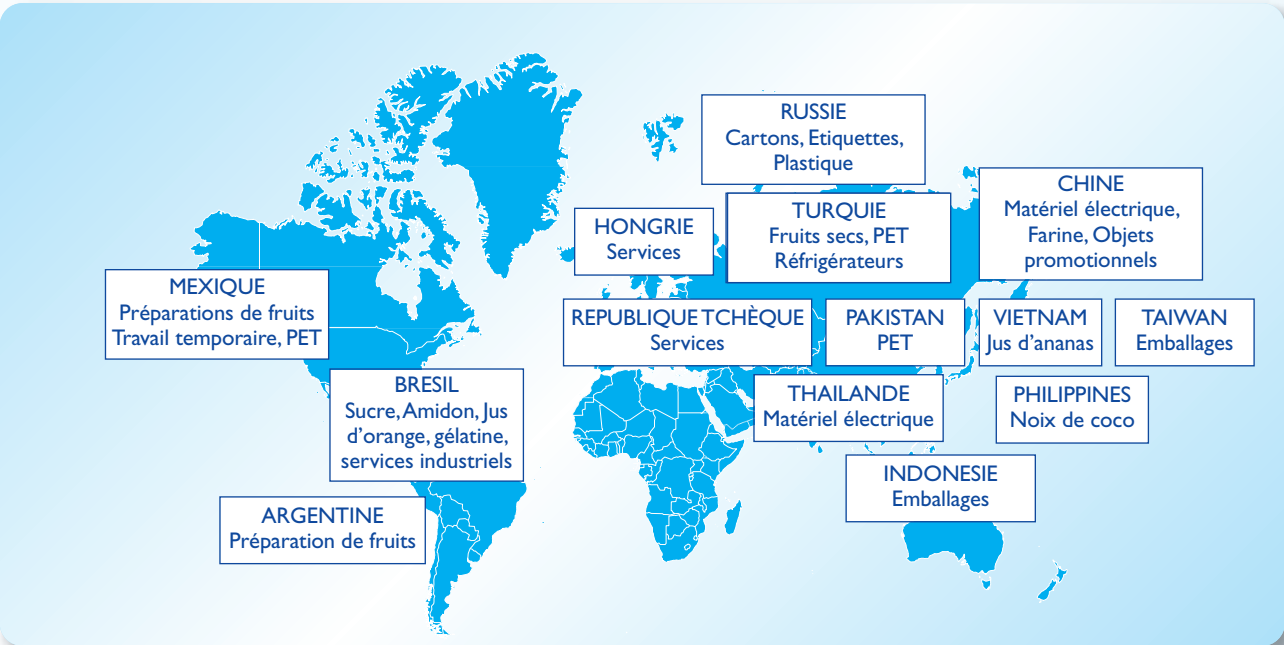 RUSSIE
Cartons, Etiquettes,
Plastique
CHINE
Matériel électrique,
Farine, Objets
promotionnels
TURQUIE
Fruits secs, PET
Réfrigérateurs
HONGRIE
Services
MEXIQUE
Préparations de fruits
Travail temporaire, PET
REPUBLIQUE TCHÈQUE
Services
PAKISTAN
PET
VIETNAM
Jus d'ananas
TAIWAN
Emballages
BRESIL
Sucre, Amidon, Jus
d'orange, gélatine,
services industriels
THAILANDE
Matériel électrique
PHILIPPINES
Noix de coco
INDONESIE
Emballages
ARGENTINE
Préparation de fruits